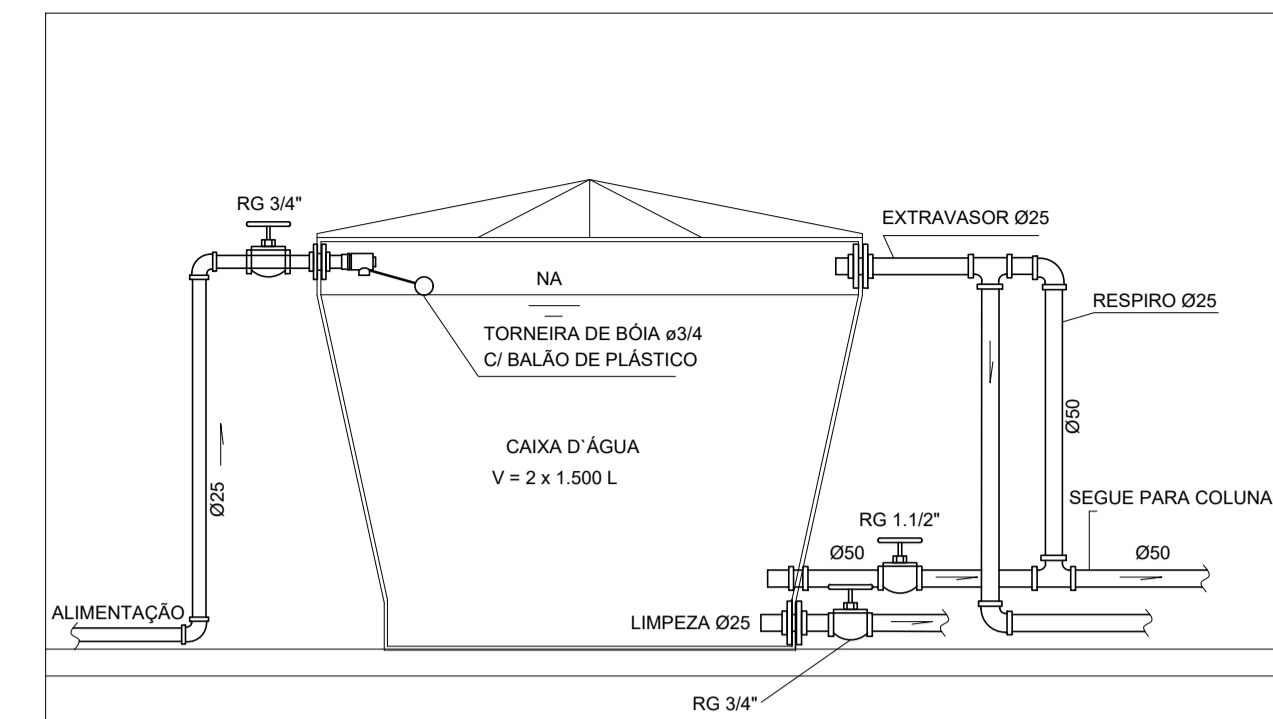 RG 3/4"
EXTRAVASOR Ø25
NA
RESPIRO Ø25
TORNEIRA DE BÓIA ø3/4
C/ BALÃO DE PLÁSTICO
Ø50
CAIXA D`ÁGUA
V = 2 x 1.500 L
Ø25
SEGUE PARA COLUNA
RG 1.1/2"
Ø50
Ø50
ALIMENTAÇÃO
LIMPEZA Ø25
RG 3/4"